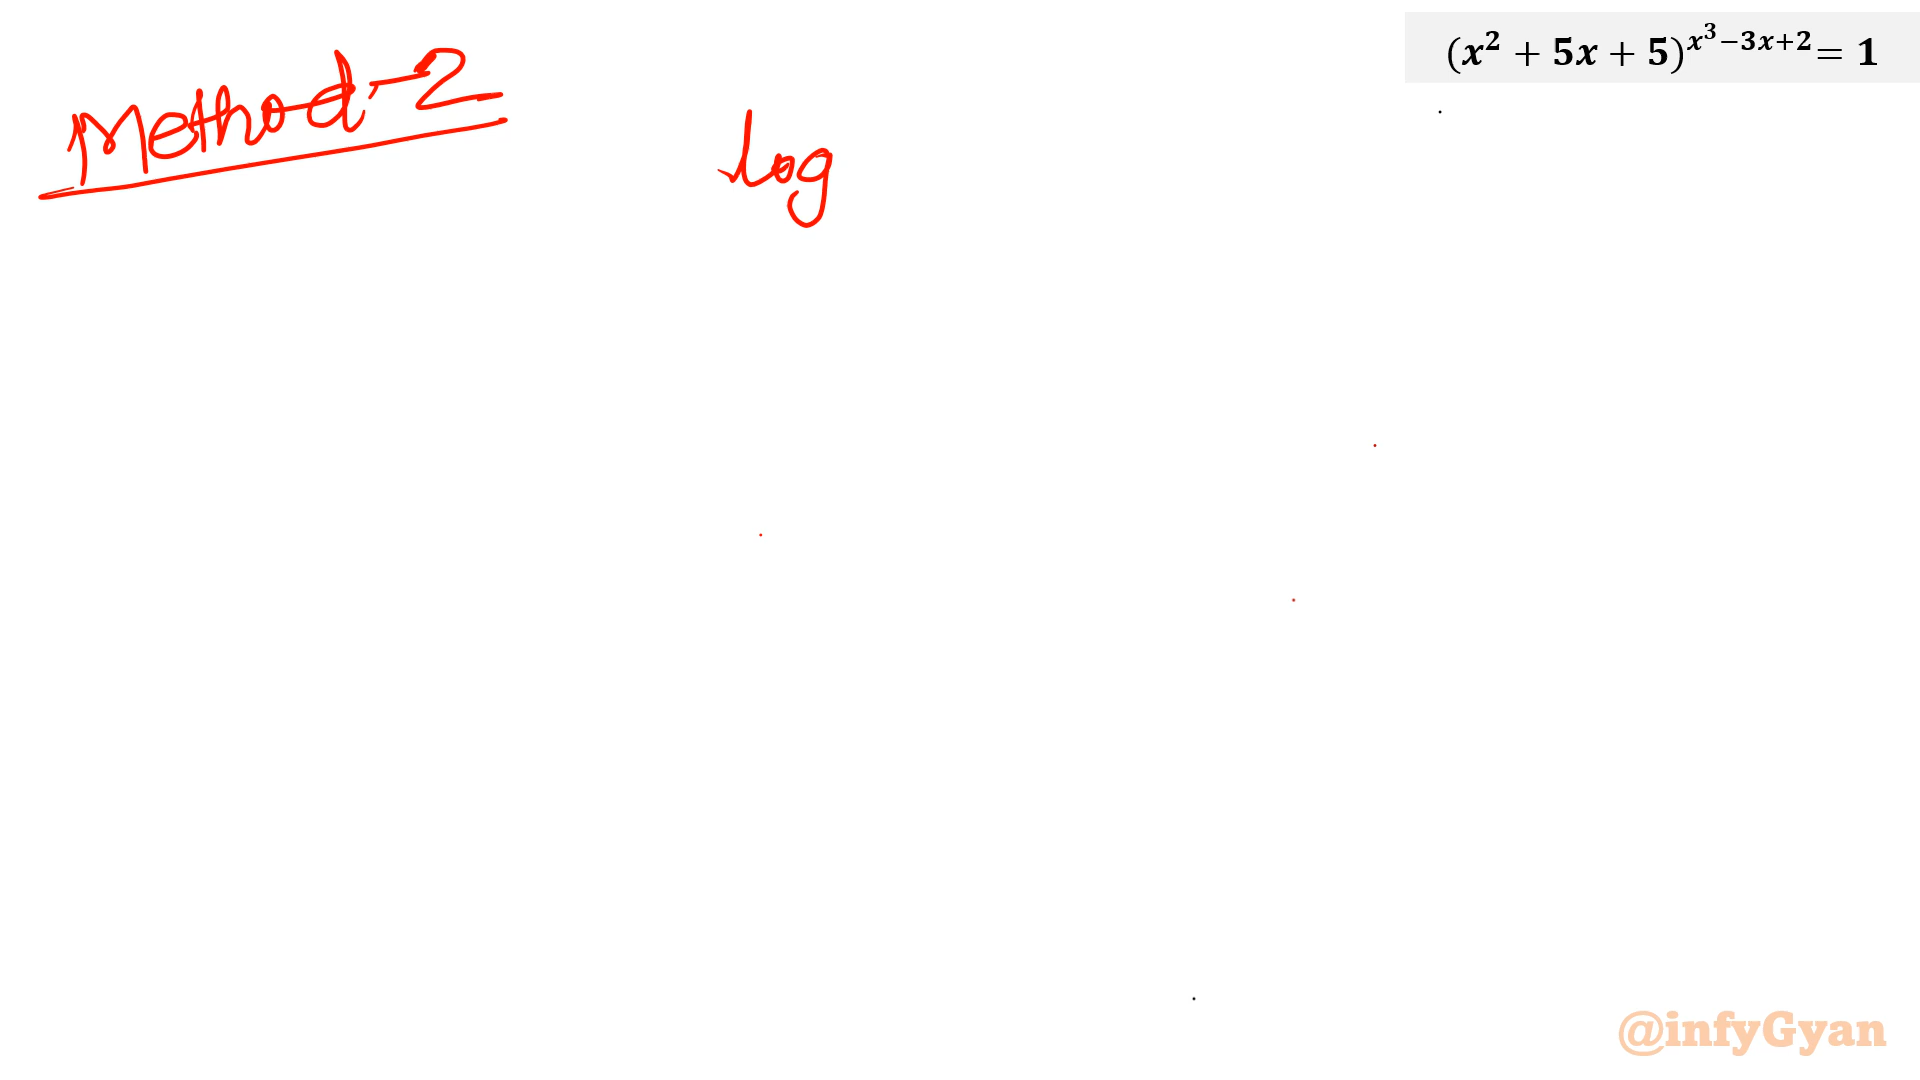 Method-2
(x² + 5x + 5)^(x³−3x+2) = 1
log
@infyGyan